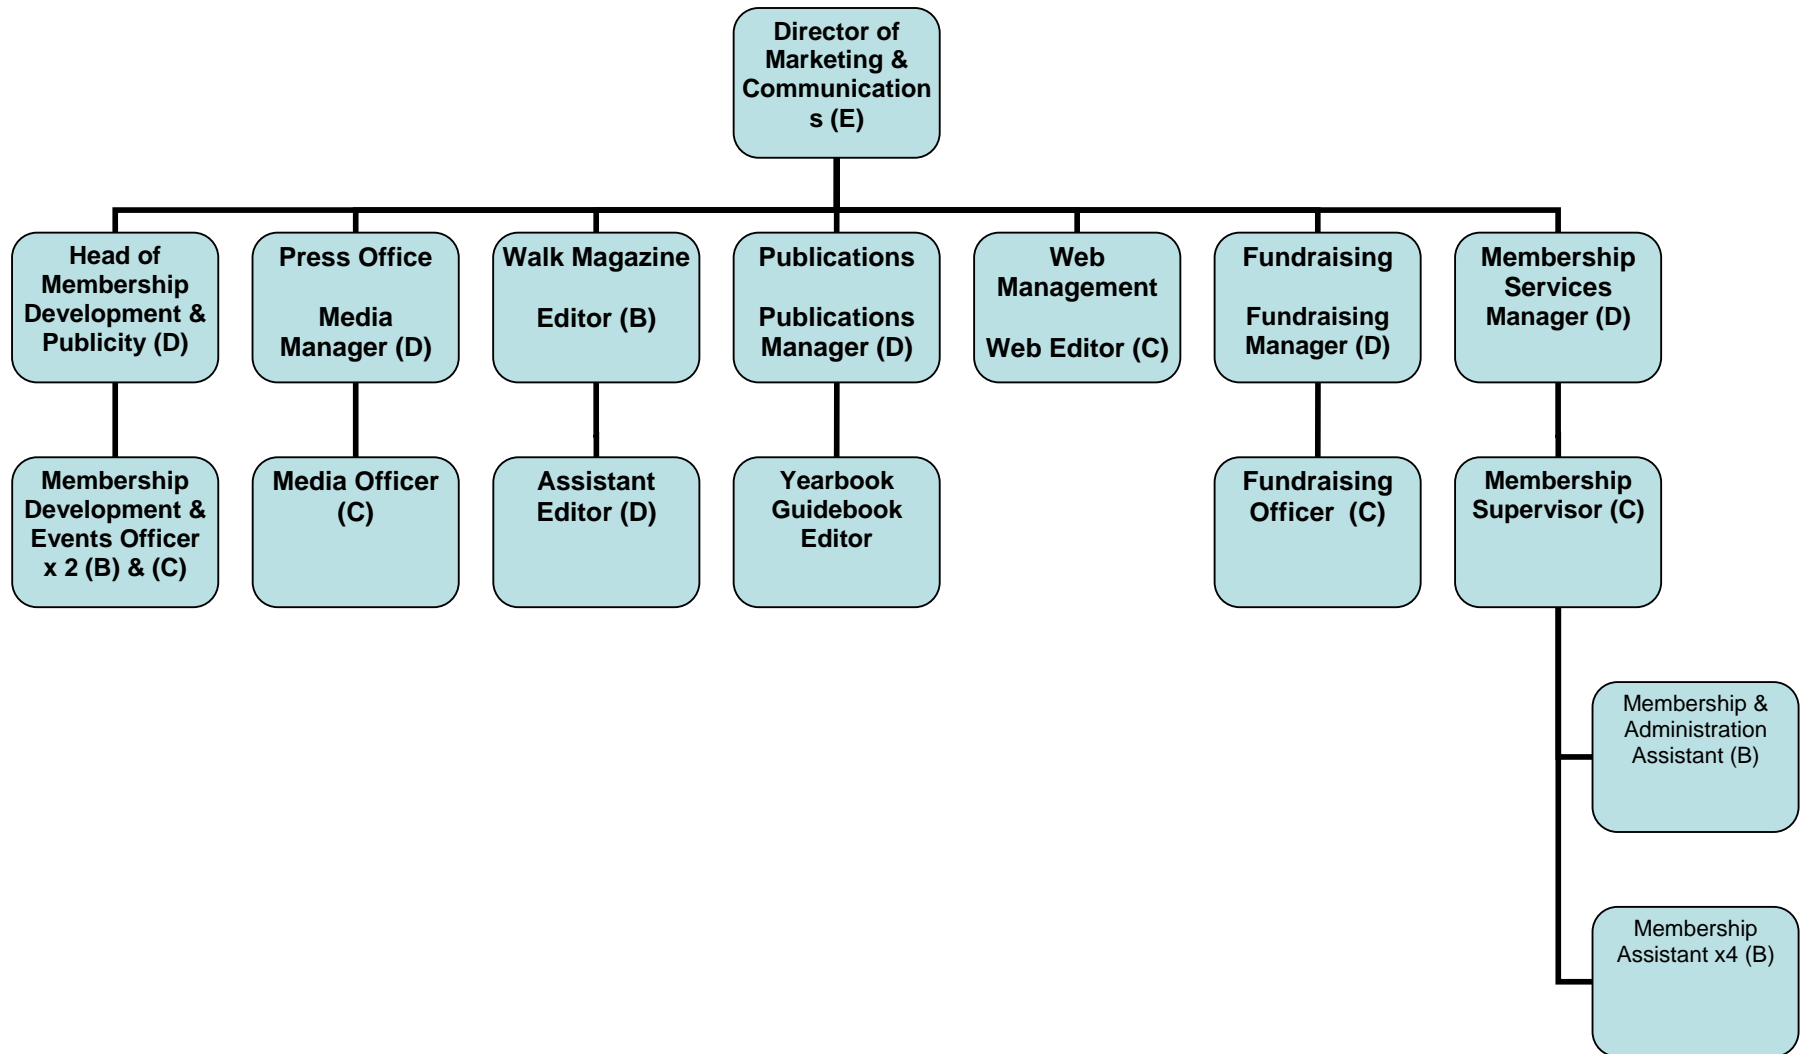 Director of
Marketing &
Communication
s (E)
Head of
Membership
Development &
Publicity (D)
Press Office
Media
Manager (D)
Walk Magazine
Editor (B)
Publications
Publications
Manager (D)
Web
Management
Web Editor (C)
Fundraising
Fundraising
Manager (D)
Membership
Services
Manager (D)
Membership
Development &
Events Officer
x 2 (B) & (C)
Media Officer
(C)
Assistant
Editor (D)
Yearbook
Guidebook
Editor
Fundraising
Officer  (C)
Membership
Supervisor (C)
Membership &
Administration
Assistant (B)
Membership
Assistant x4 (B)